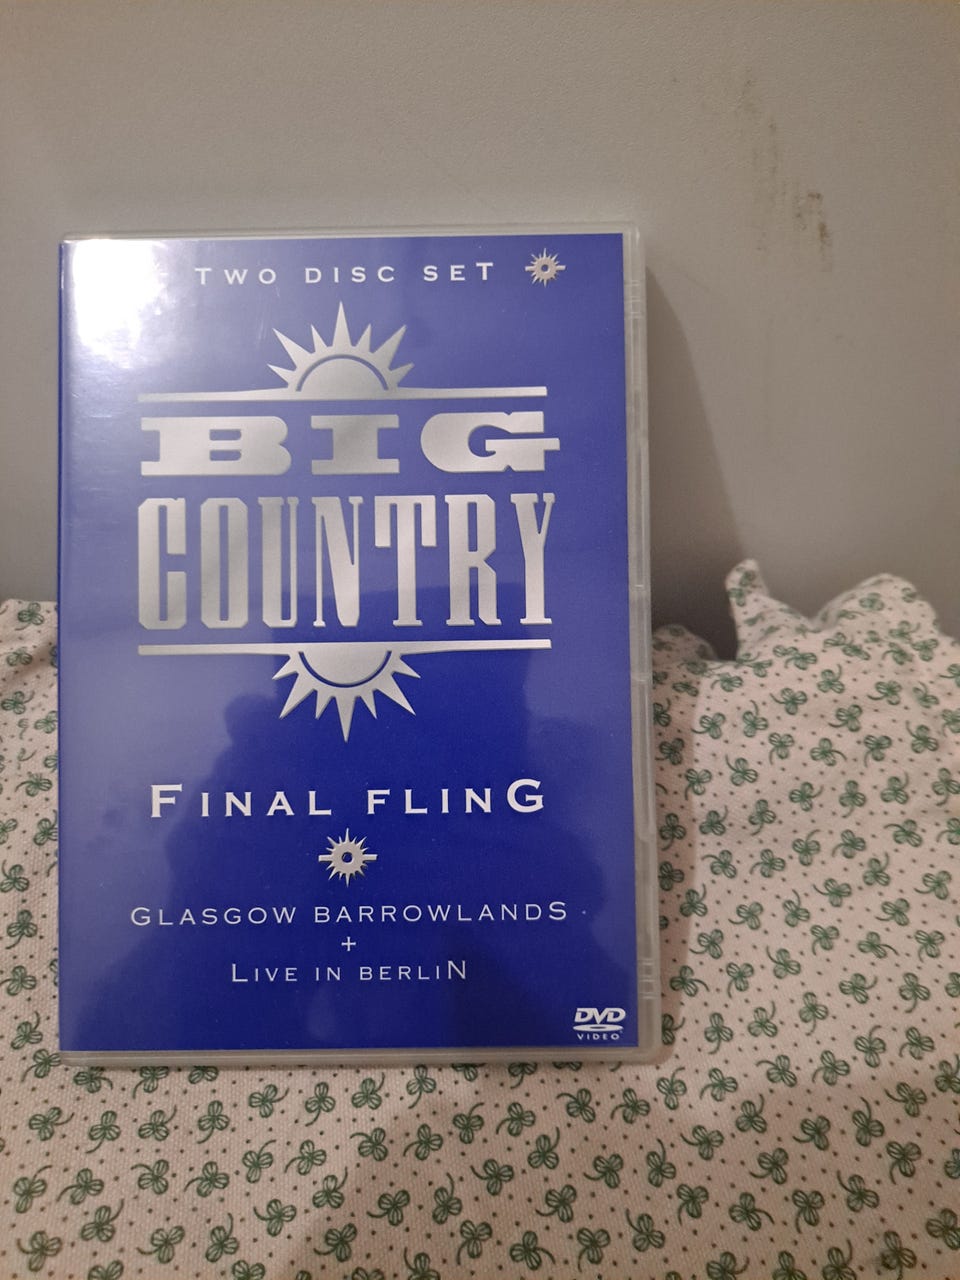 TWO DISC SET
BIG
COUNTRY
FINAL FLING
GLASGOW BARROWLANDS
+
LIVE IN BERLIN
DVD
VIDEO